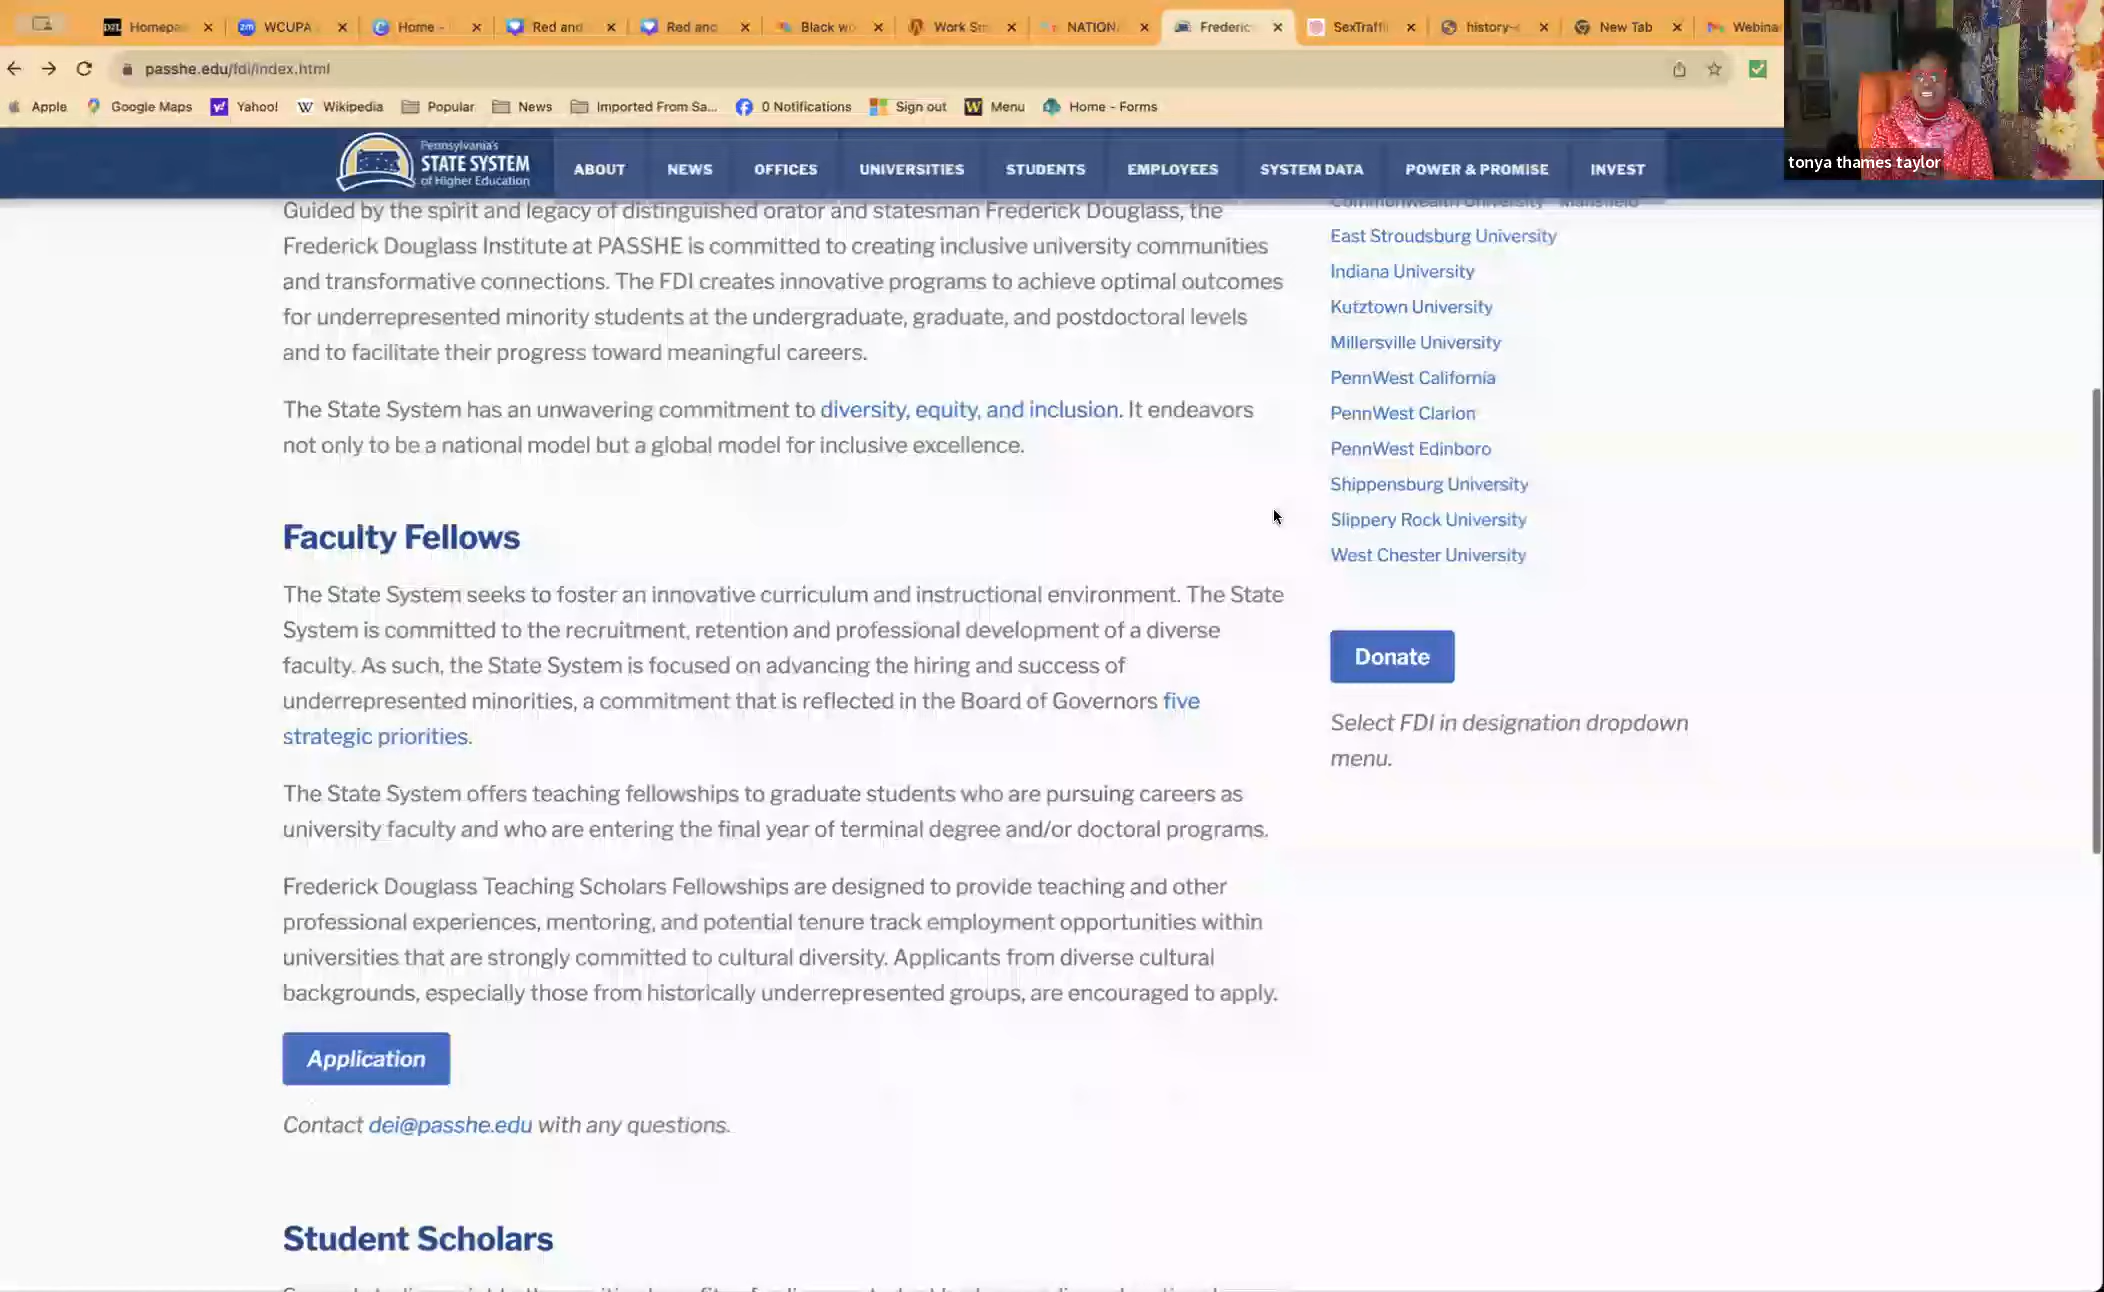 Homepa
WCUPA
Home -
Red and
Red and
Black wo
Work Sm
NATION
Frederic
SexTraffi
history-
New Tab
Webina
passhe.edu/fdi/index.html
Apple
Google Maps
Yahoo!
Wikipedia
Popular
News
Imported From Sa...
0 Notifications
Sign out
Menu
Home - Forms
tonya thames taylor
Pennsylvania's
STATE SYSTEM
of Higher Education
ABOUT
NEWS
OFFICES
UNIVERSITIES
STUDENTS
EMPLOYEES
SYSTEM DATA
POWER & PROMISE
INVEST
Guided by the spirit and legacy of distinguished orator and statesman Frederick Douglass, the
Frederick Douglass Institute at PASSHE is committed to creating inclusive university communities
and transformative connections. The FDI creates innovative programs to achieve optimal outcomes
for underrepresented minority students at the undergraduate, graduate, and postdoctoral levels
and to facilitate their progress toward meaningful careers.
The State System has an unwavering commitment to diversity, equity, and inclusion. It endeavors
not only to be a national model but a global model for inclusive excellence.
Faculty Fellows
The State System seeks to foster an innovative curriculum and instructional environment. The State
System is committed to the recruitment, retention and professional development of a diverse
faculty. As such, the State System is focused on advancing the hiring and success of
underrepresented minorities, a commitment that is reflected in the Board of Governors five
strategic priorities.
The State System offers teaching fellowships to graduate students who are pursuing careers as
university faculty and who are entering the final year of terminal degree and/or doctoral programs.
Frederick Douglass Teaching Scholars Fellowships are designed to provide teaching and other
professional experiences, mentoring, and potential tenure track employment opportunities within
universities that are strongly committed to cultural diversity. Applicants from diverse cultural
backgrounds, especially those from historically underrepresented groups, are encouraged to apply.
Application
Contact dei@passhe.edu with any questions.
Student Scholars
Commonwealth University - Mansfield
East Stroudsburg University
Indiana University
Kutztown University
Millersville University
PennWest California
PennWest Clarion
PennWest Edinboro
Shippensburg University
Slippery Rock University
West Chester University
Donate
Select FDI in designation dropdown
menu.